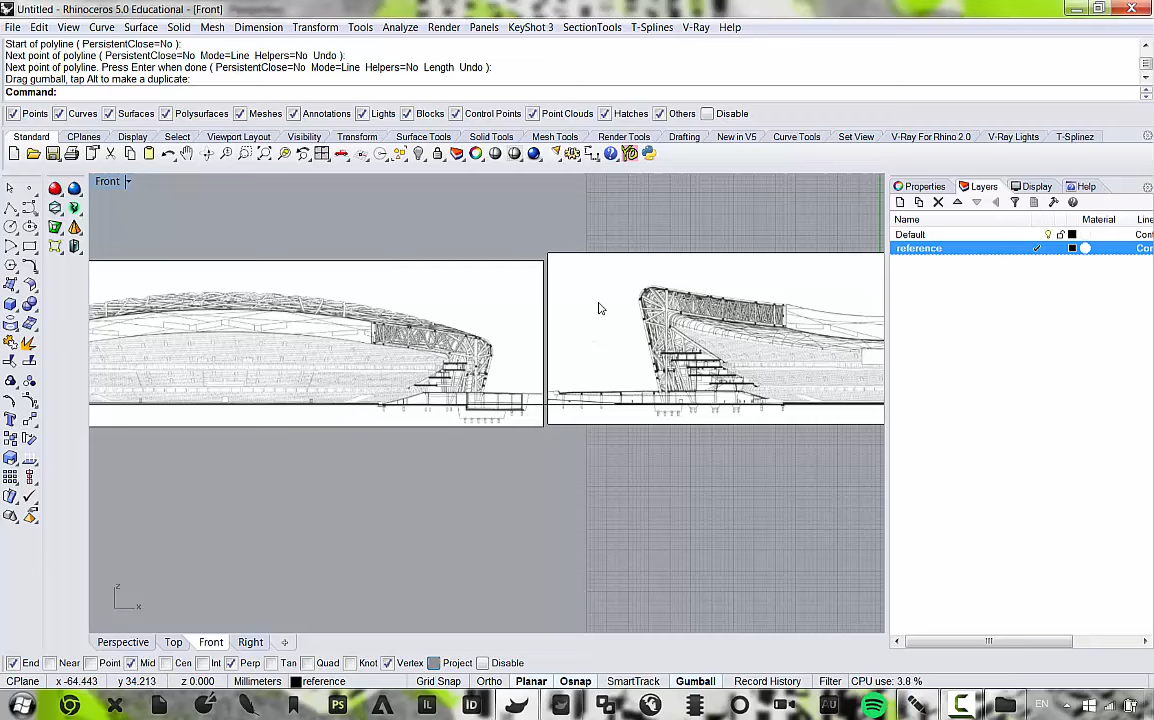 Untitled - Rhinoceros 5.0 Educational - [Front]
File Edit View Curve Surface Solid Mesh Dimension Transform Tools Analyze Render Panels KeyShot 3 SectionTools T-Splines V-Ray Help
Start of polyline ( PersistentClose=No ):
Next point of polyline ( PersistentClose=No Mode=Line Helpers=No Undo ):
Next point of polyline. Press Enter when done ( PersistentClose=No Mode=Line Helpers=No Length Undo ):
Drag gumball, tap Alt to make a duplicate:
Command:
Points Curves Surfaces Polysurfaces Meshes Annotations Lights Blocks Control Points Point Clouds Hatches Others Disable
Standard CPlanes Display Select Viewport Layout Visibility Transform Surface Tools Solid Tools Mesh Tools Render Tools Drafting New in V5 Curve Tools Set View V-Ray For Rhino 2.0 V-Ray Lights T-Splinez
Front
Properties Layers Display Help
Name Material Line
Default Cont
reference Cor
z
x
Perspective Top Front Right
End Near Point Mid Cen Int Perp Tan Quad Knot Vertex Project Disable
CPlane x -64.443 y 34.213 z 0.000 Millimeters reference Grid Snap Ortho Planar Osnap SmartTrack Gumball Record History Filter CPU use: 3.8 %
PS IL ID AU EN